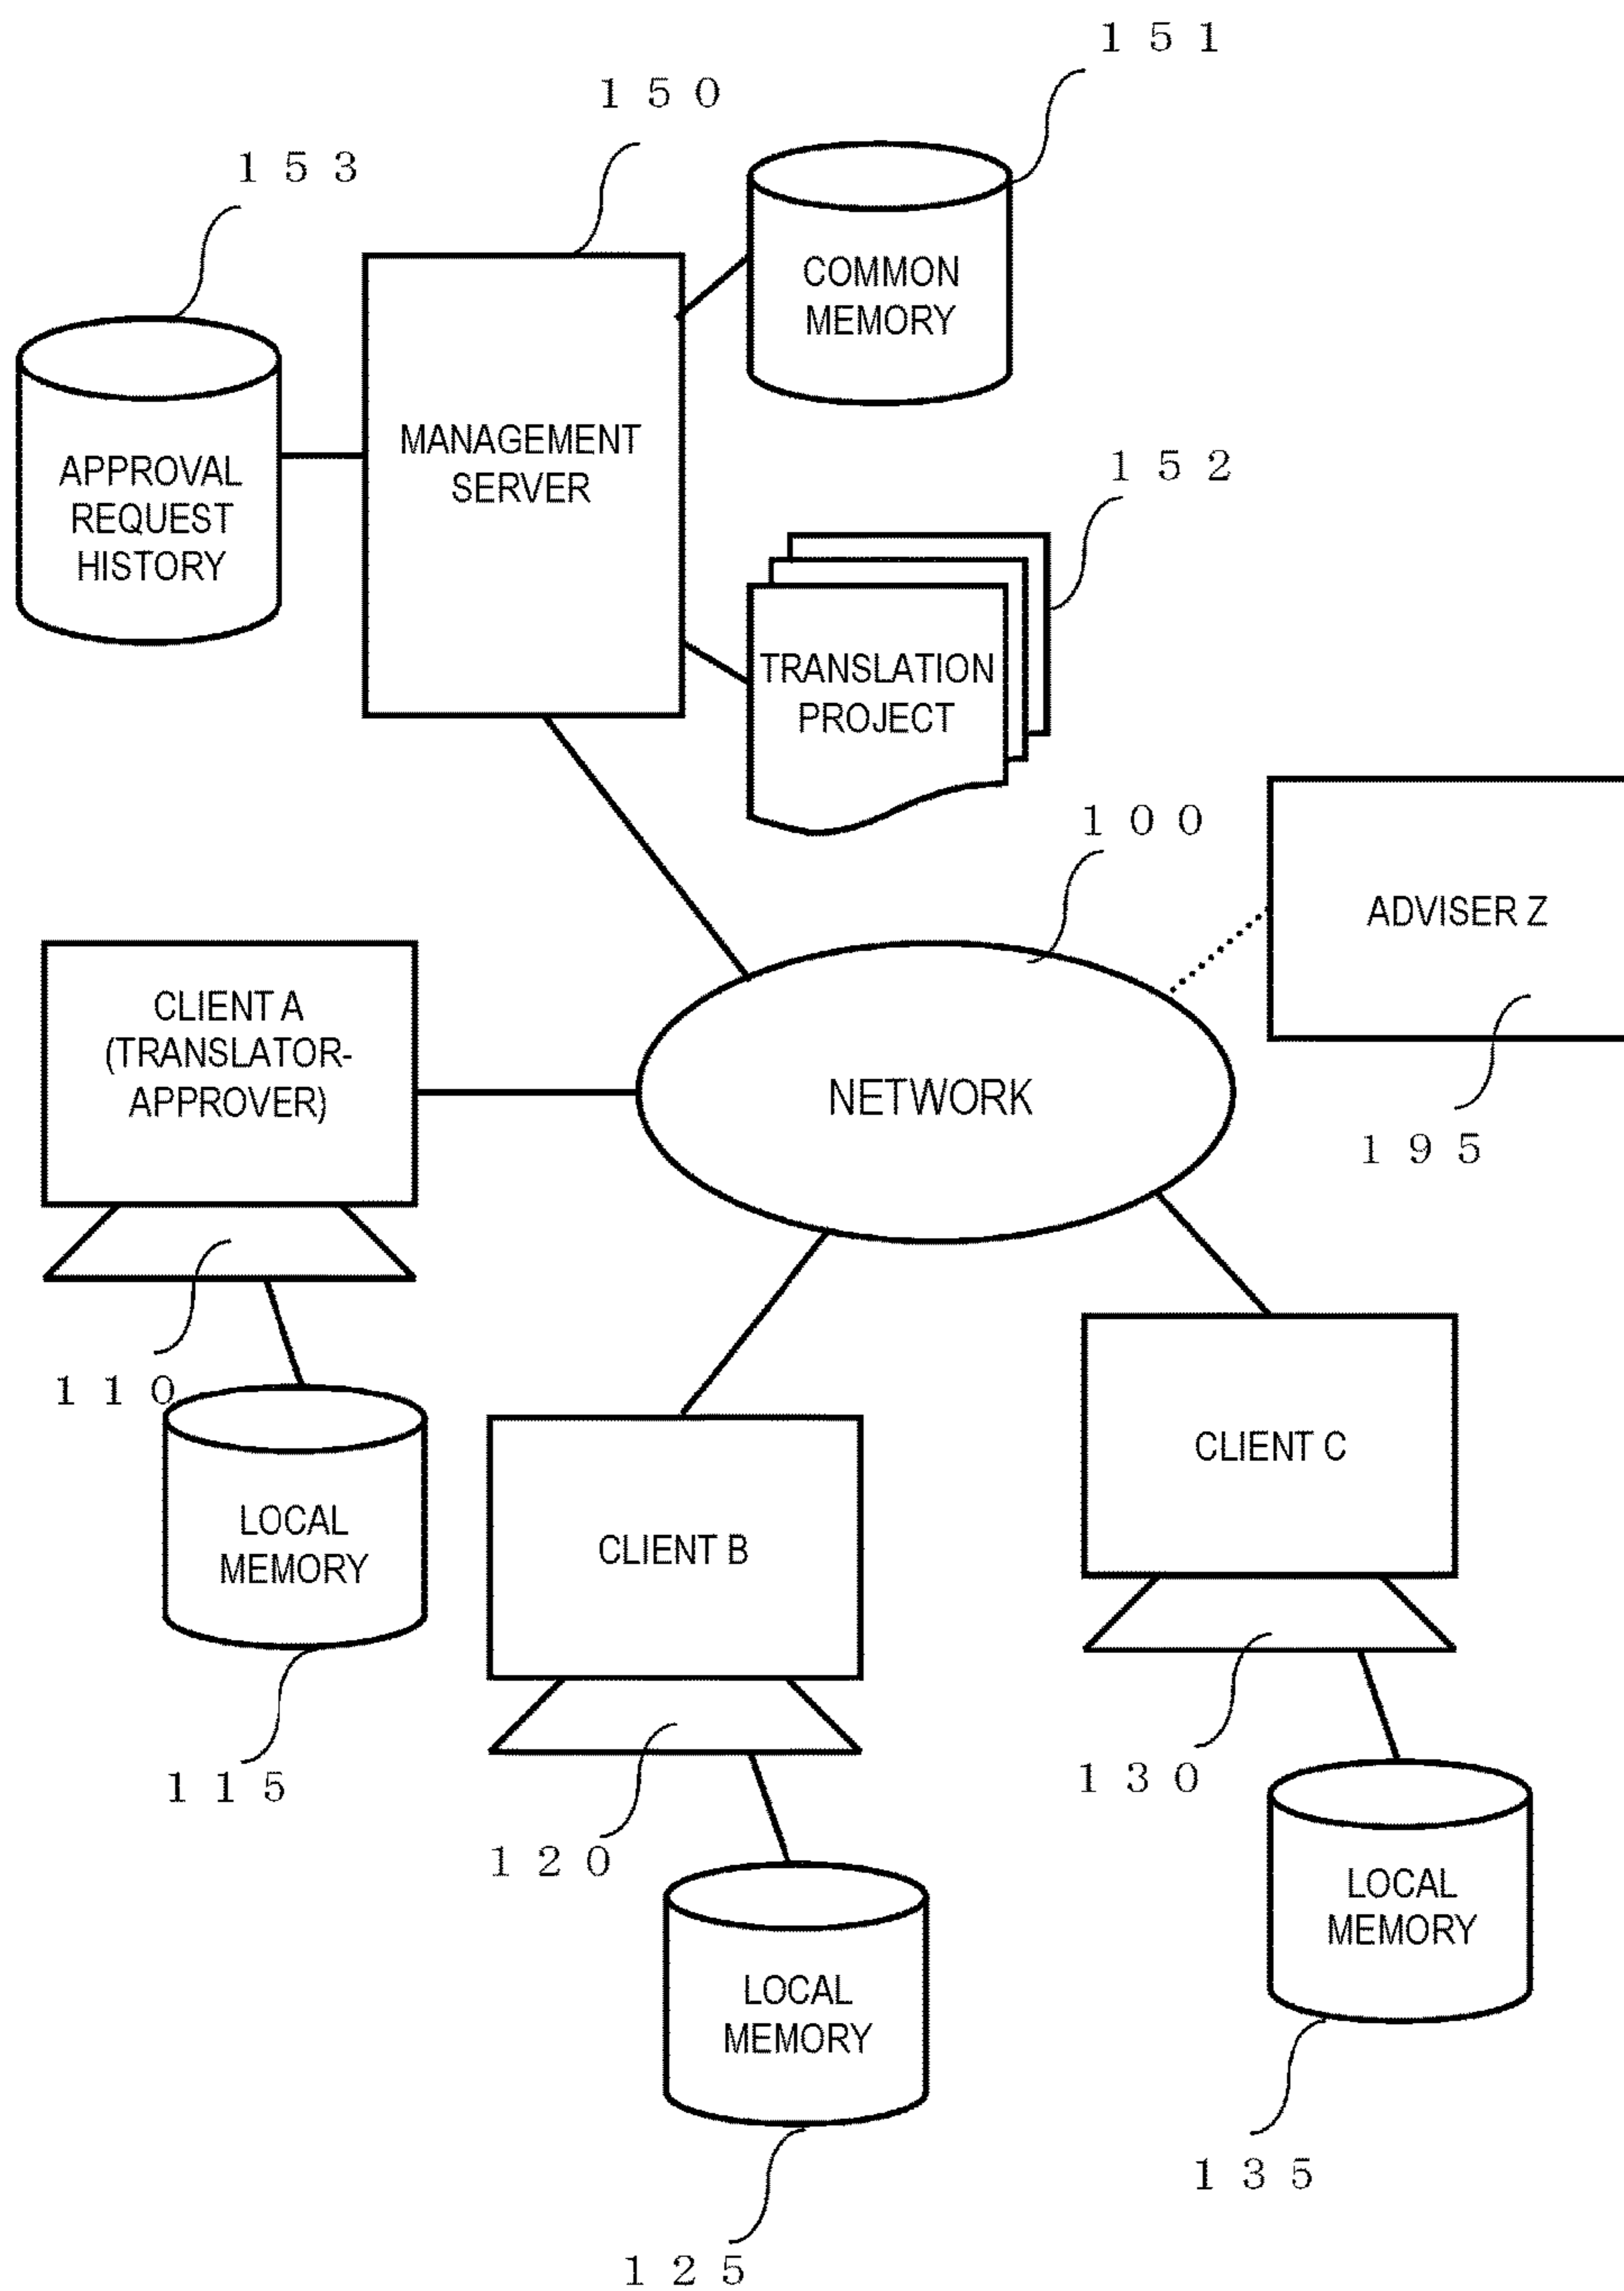 151
150
153
COMMON
MEMORY
MANAGEMENT
SERVER
APPROVAL
REQUEST
HISTORY
152
TRANSLATION
PROJECT
100
ADVISER Z
195
CLIENT A
(TRANSLATOR-
APPROVER)
NETWORK
110
LOCAL
MEMORY
115
CLIENT B
120
CLIENT C
130
LOCAL
MEMORY
125
LOCAL
MEMORY
135